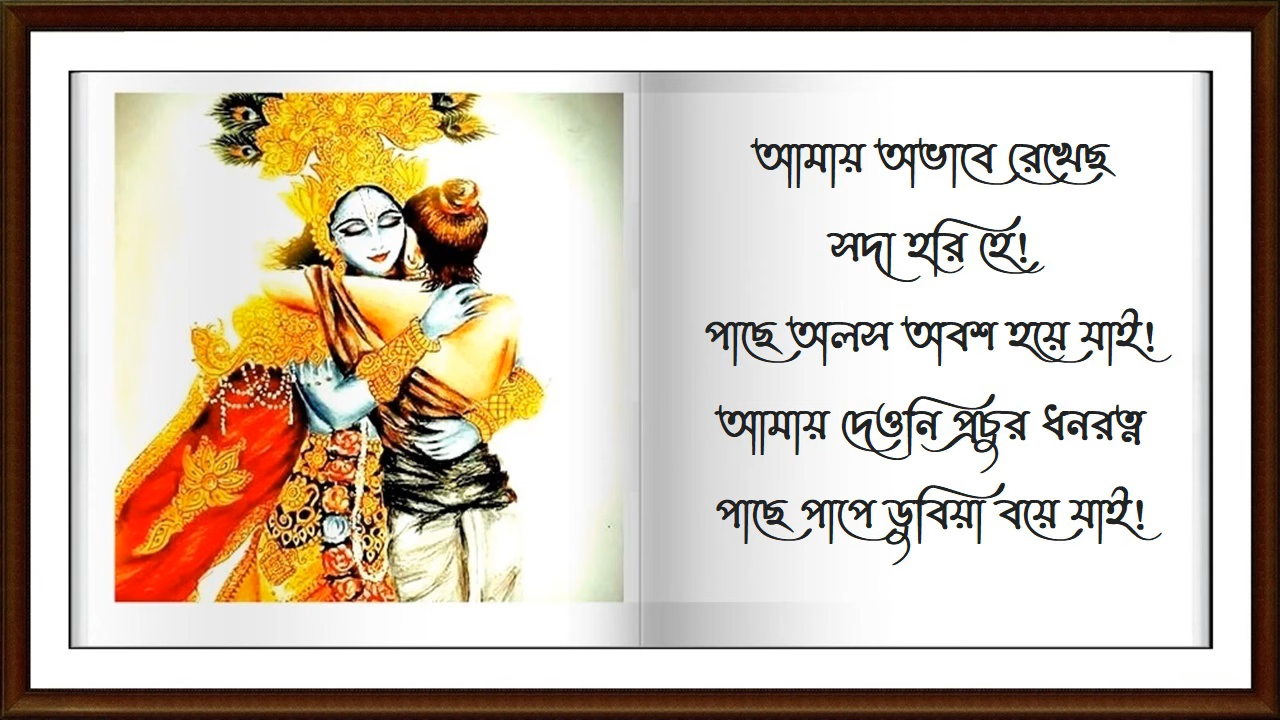 আমায় অভাবে রেখেছ
সদা হরি হে!
পাছে অলস অবশ হয়ে যাই!
আমায় দেওনি প্রচুর ধনরত্ন
পাছে পাপে ডুবিয়া বয়ে যাই!